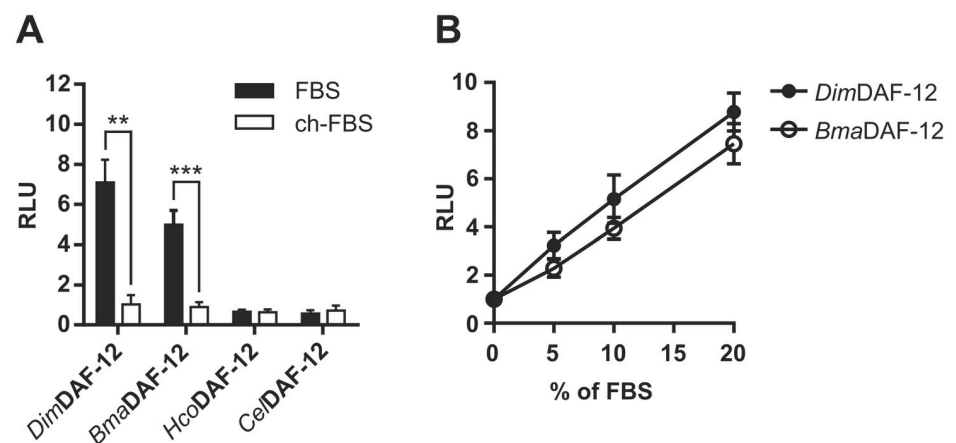 A
B
12
10
8
6
4
2
0
RLU
**
***
FBS
ch-FBS
DimDAF-12
BmaDAF-12
HcoDAF-12
CelDAF-12
10
8
6
4
2
0
RLU
0 5 10 15 20
% of FBS
DimDAF-12
BmaDAF-12